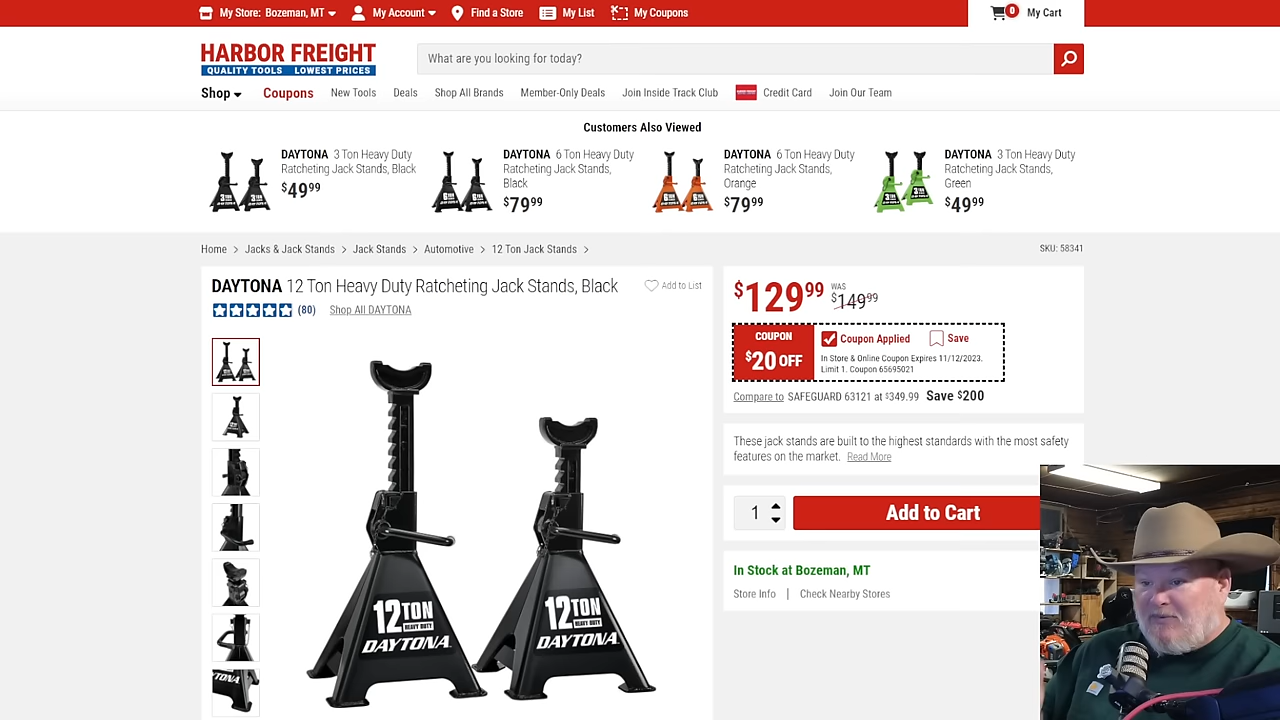 My Store: Bozeman, MT
My Account
Find a Store
My List
My Coupons
0
My Cart
HARBOR FREIGHT
QUALITY TOOLS LOWEST PRICES
What are you looking for today?
Shop
Coupons
New Tools
Deals
Shop All Brands
Member-Only Deals
Join Inside Track Club
Credit Card
Join Our Team
Customers Also Viewed
DAYTONA 3 Ton Heavy Duty
Ratcheting Jack Stands, Black
$49.99
DAYTONA 6 Ton Heavy Duty
Ratcheting Jack Stands,
Black
$79.99
DAYTONA 6 Ton Heavy Duty
Ratcheting Jack Stands,
Orange
$79.99
DAYTONA 3 Ton Heavy Duty
Ratcheting Jack Stands,
Green
$49.99
Home > Jacks & Jack Stands > Jack Stands > Automotive > 12 Ton Jack Stands >
SKU: 58341
DAYTONA 12 Ton Heavy Duty Ratcheting Jack Stands, Black
Add to List
(80)
Shop All DAYTONA
12 TON
HEAVY DUTY
DAYTONA
12 TON
HEAVY DUTY
DAYTONA
$129.99
WAS
$149.99
COUPON
$20 OFF
Coupon Applied
Save
In Store & Online Coupon Expires 11/12/2023.
Limit 1. Coupon 65695021
Compare to SAFEGUARD 63121 at $349.99 Save $200
These jack stands are built to the highest standards with the most safety
features on the market. Read More
1
Add to Cart
In Stock at Bozeman, MT
Store Info | Check Nearby Stores